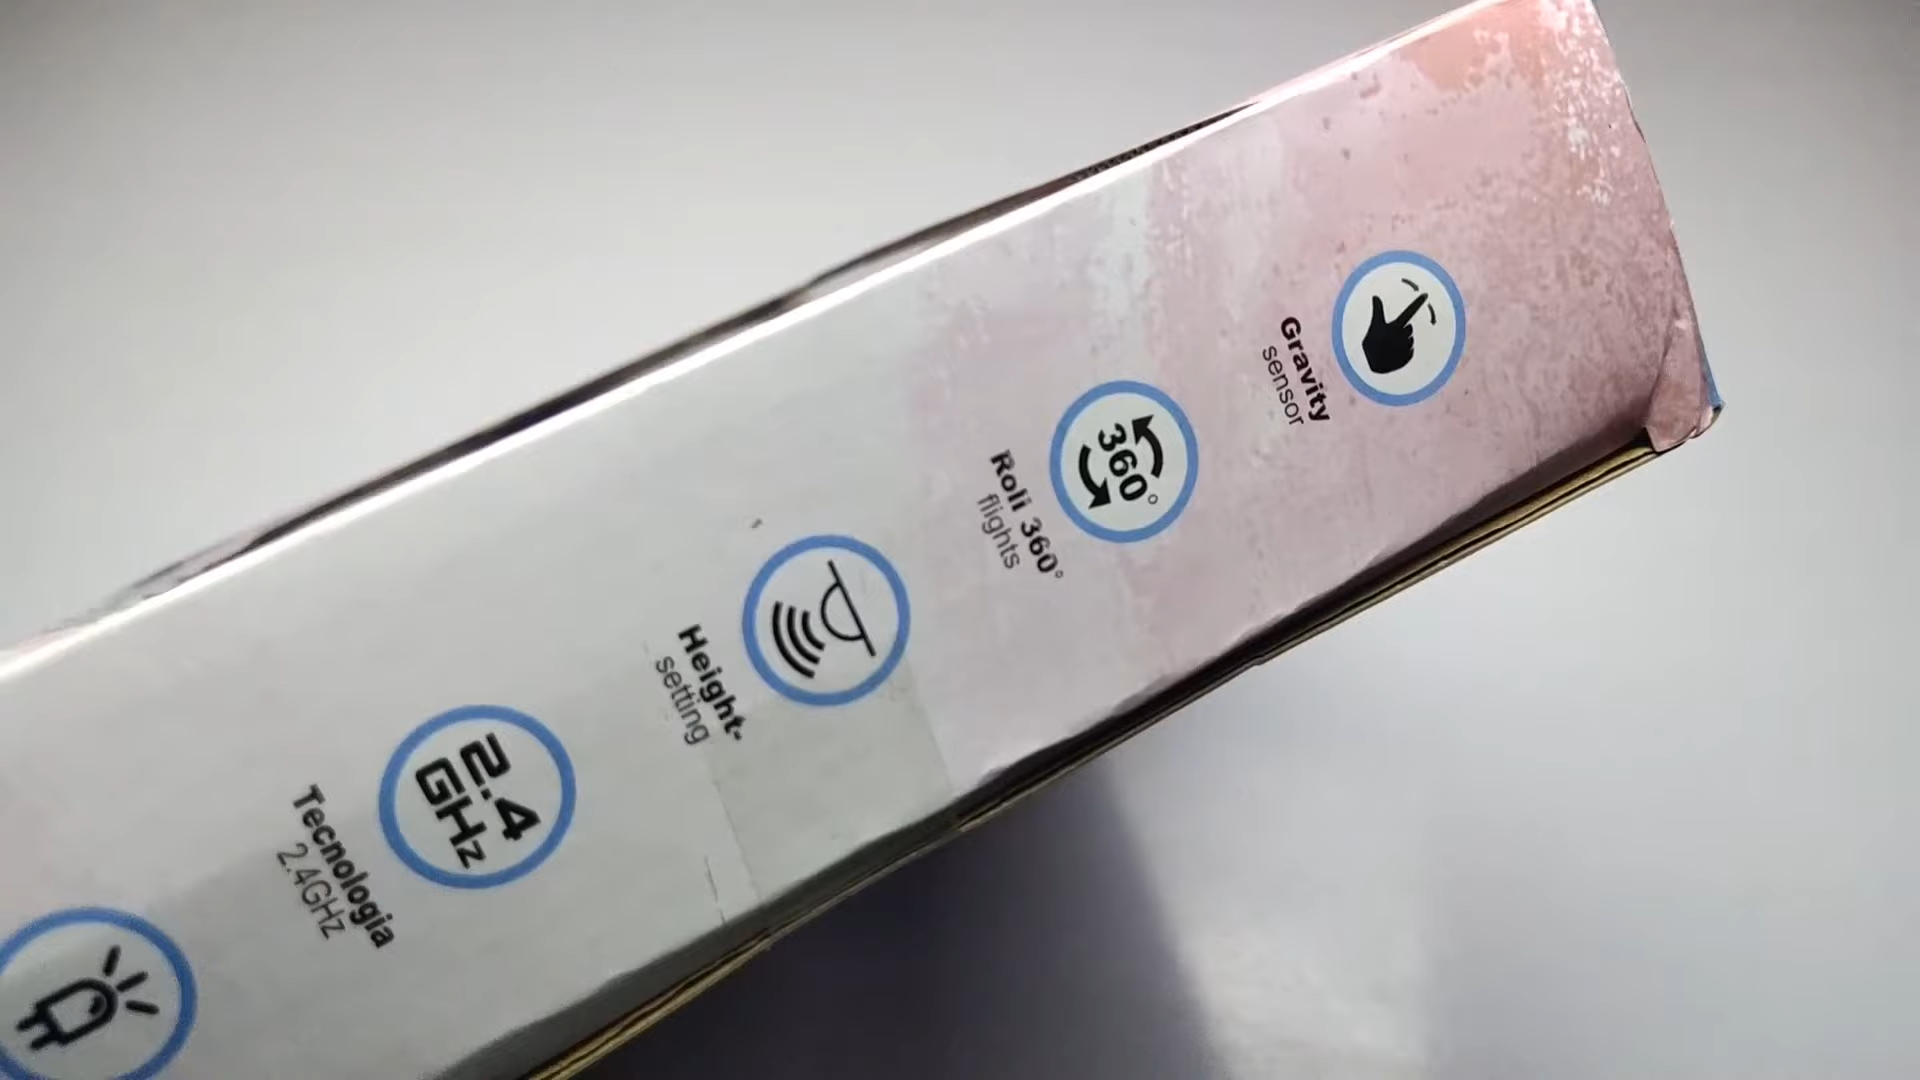 Gravity
sensor
360°
Roli 360°
flights
Height-
setting
2.4
GHz
Tecnologia
2.4GHz